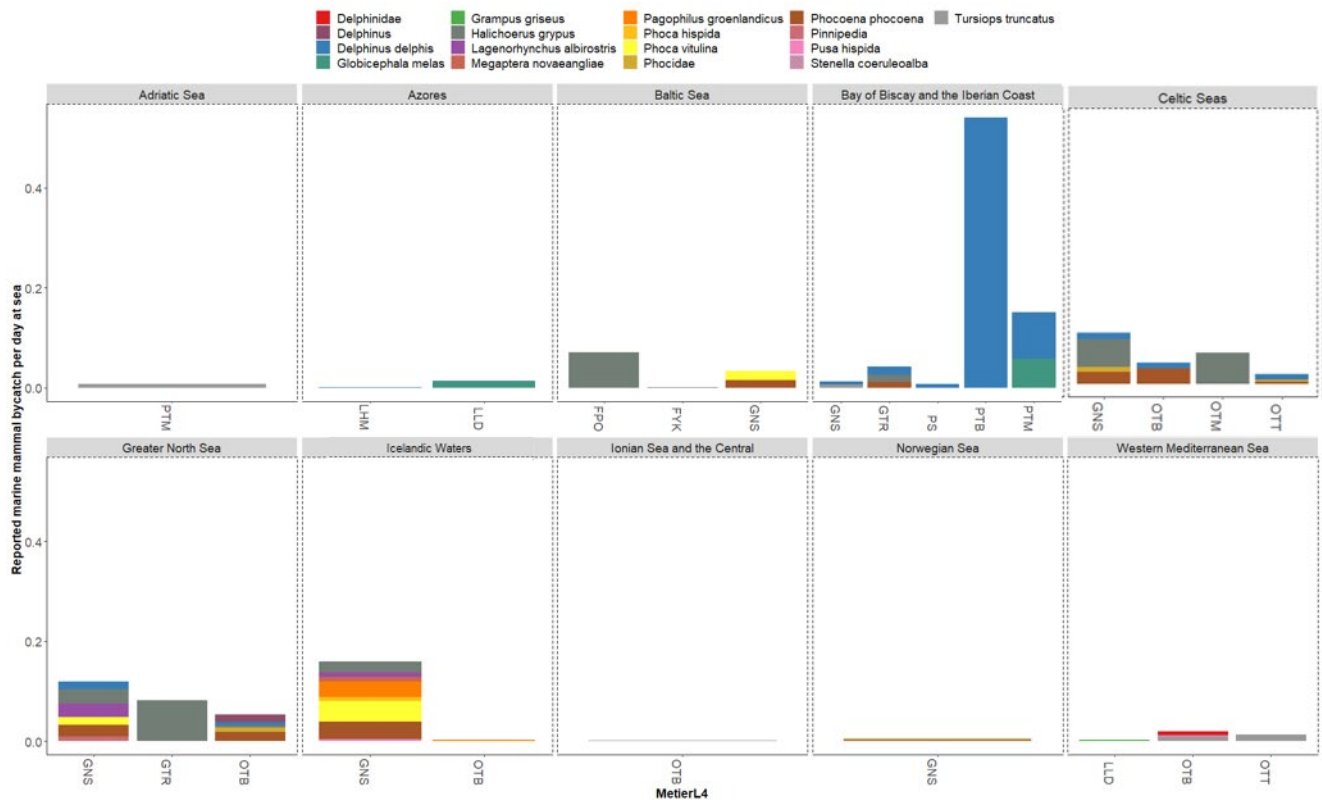 Delphinidae
Delphinus
Delphinus delphis
Globicephala melas
Grampus griseus
Halichoerus grypus
Lagenorhynchus albirostris
Megaptera novaeangliae
Pagophilus groenlandicus
Phoca hispida
Phoca vitulina
Phocidae
Phocoena phocoena
Pinnipedia
Pusa hispida
Stenella coeruleoalba
Tursiops truncatus
Reported marine mammal bycatch per day at sea
Adriatic Sea
Azores
Baltic Sea
Bay of Biscay and the Iberian Coast
Celtic Seas
0.4
0.2
0.0
PTM
LHM
LLD
FPO
FYK
GNS
GNS
GTR
PS
PTB
PTM
GNS
OTB
OTM
OTT
Greater North Sea
Icelandic Waters
Ionian Sea and the Central
Norwegian Sea
Western Mediterranean Sea
0.4
0.2
0.0
GNS
GTR
OTB
GNS
OTB
OTB
GNS
LLD
OTB
OTT
MetierL4